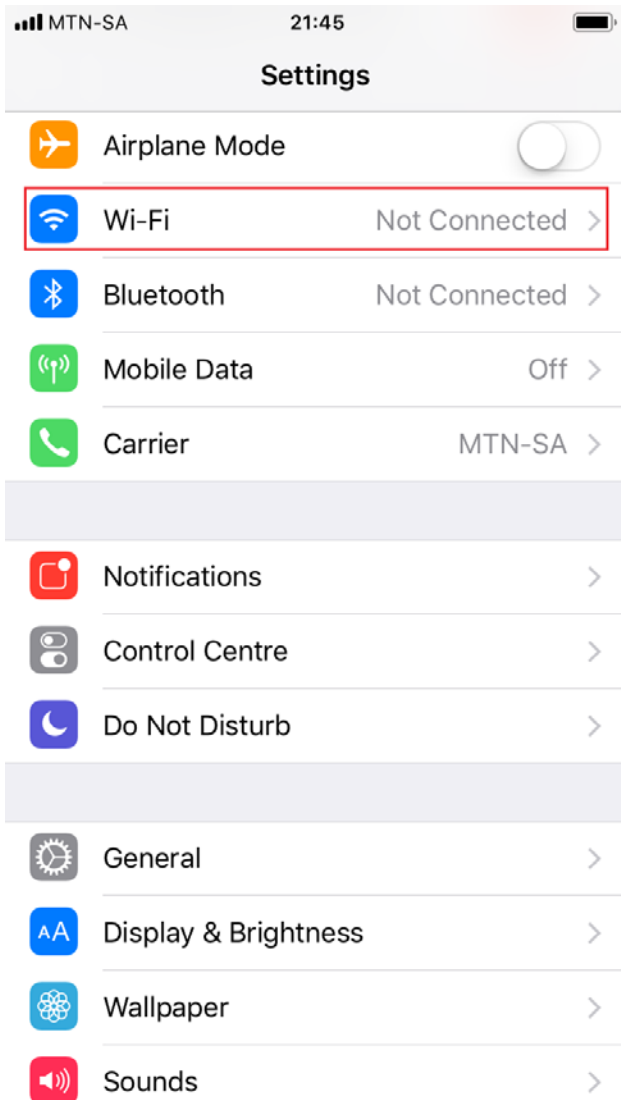 MTN-SA 21:45
Settings
Airplane Mode
Wi-Fi Not Connected
Bluetooth Not Connected
Mobile Data Off
Carrier MTN-SA
Notifications
Control Centre
Do Not Disturb
General
AA Display & Brightness
Wallpaper
Sounds